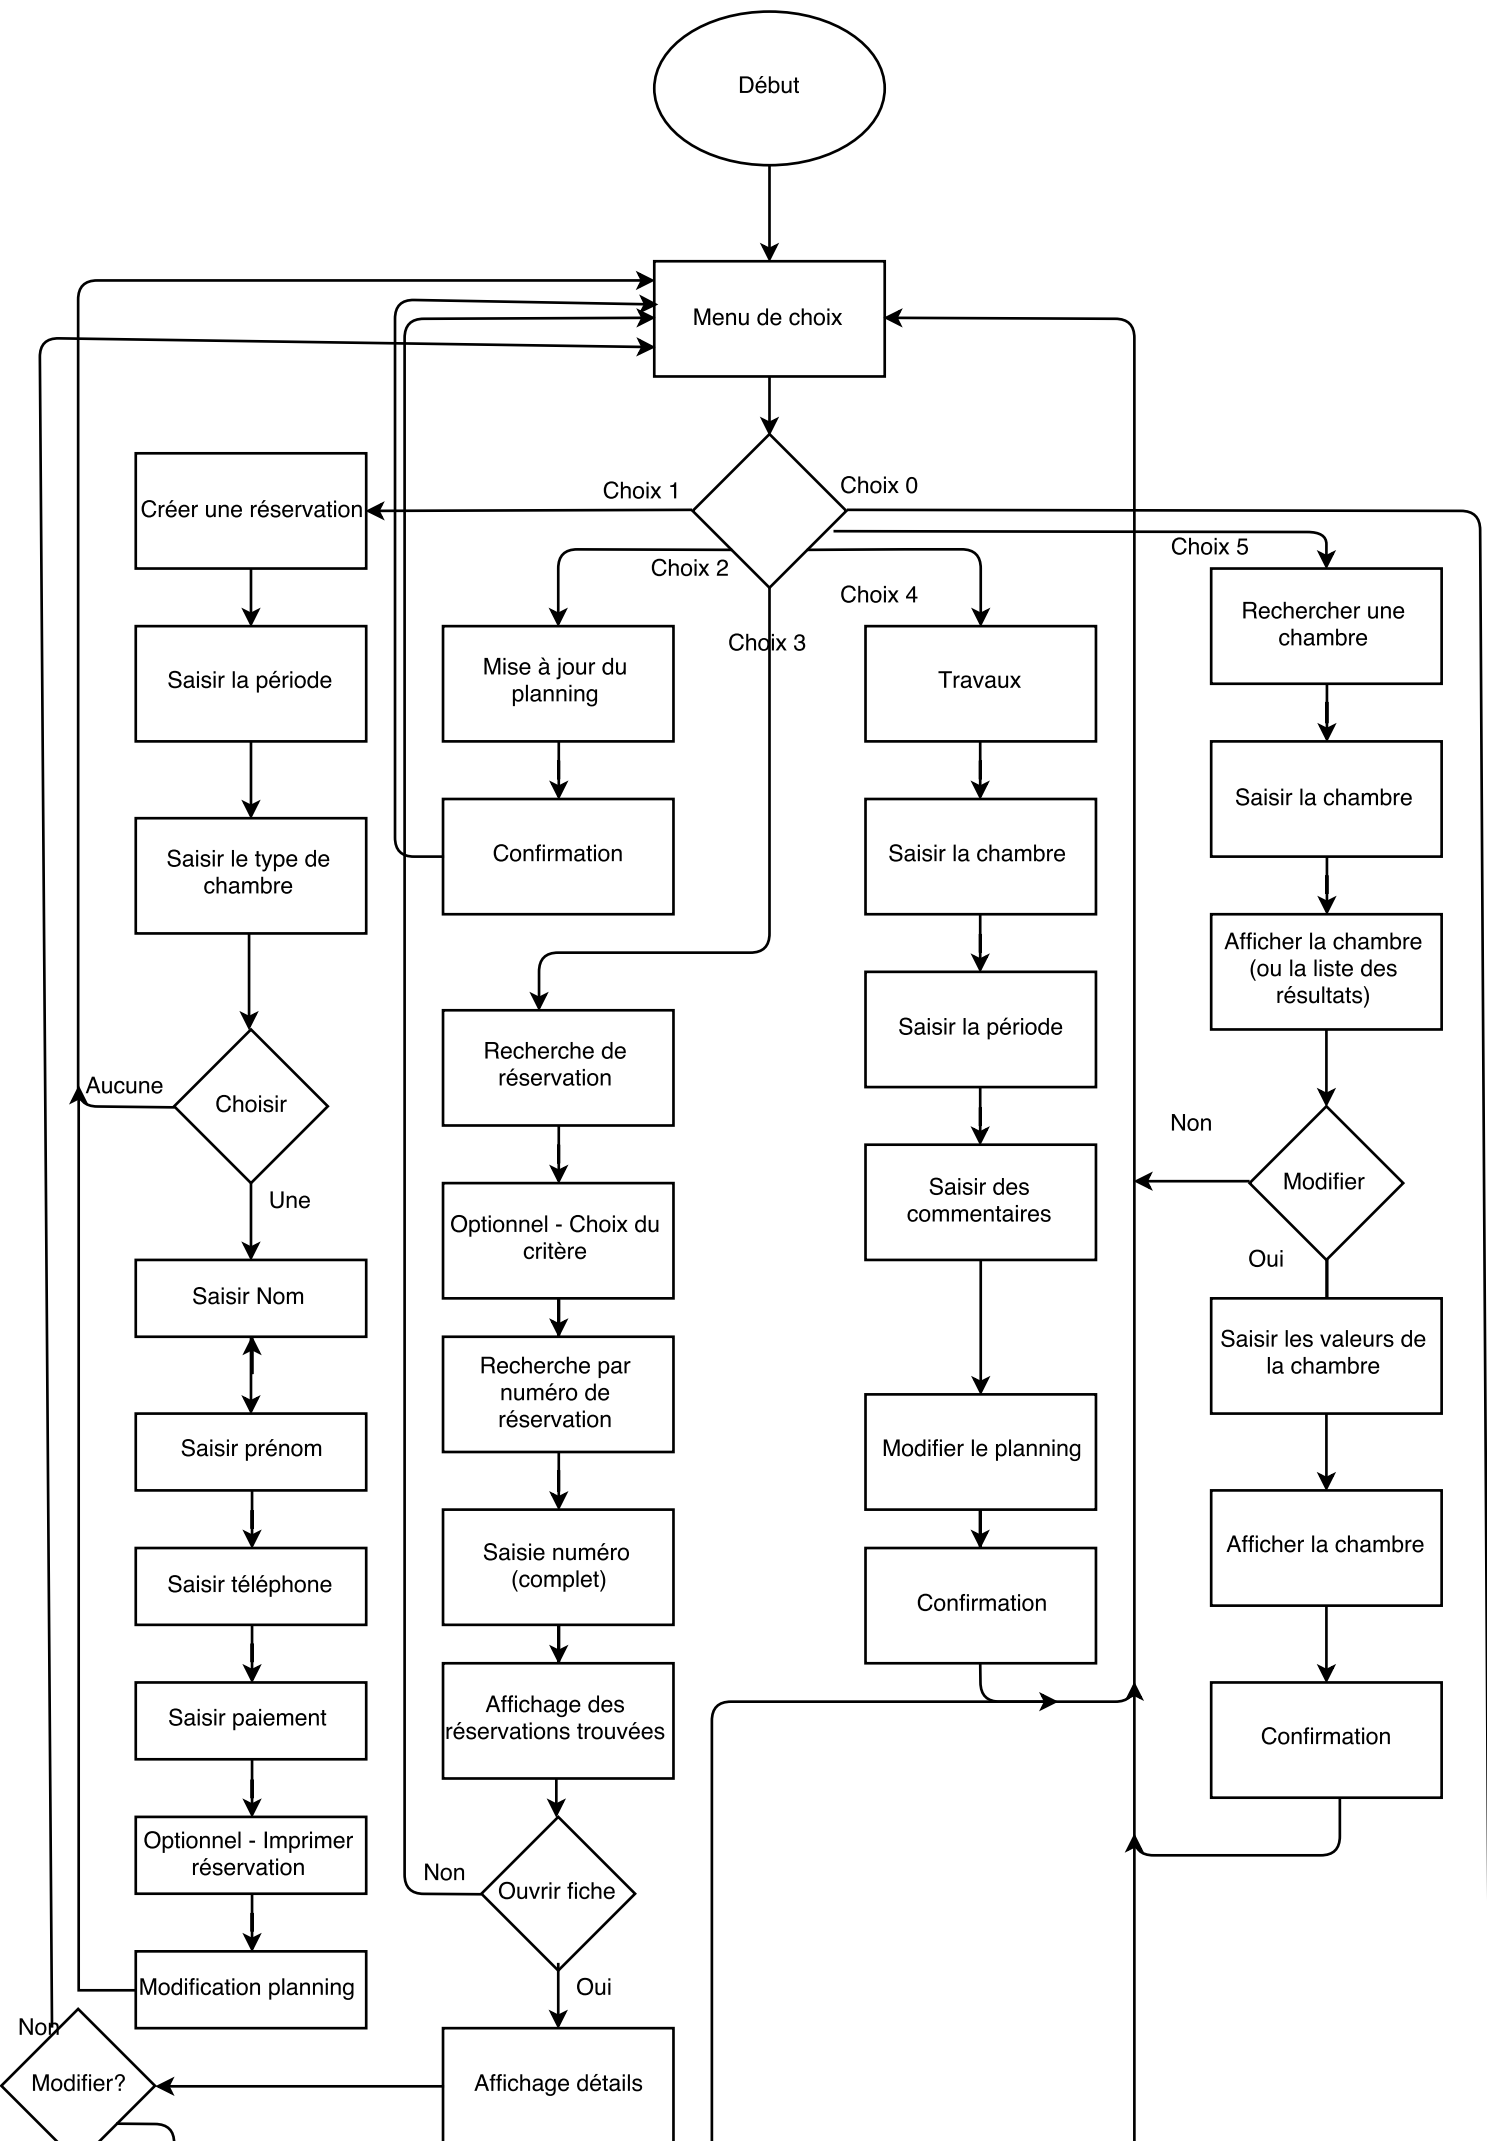 Début
Menu de choix
Choix 1
Choix 0
Choix 2
Choix 5
Choix 4
Choix 3
Créer une réservation
Saisir la période
Saisir le type de
chambre
Choisir
Aucune
Une
Saisir Nom
Saisir prénom
Saisir téléphone
Saisir paiement
Optionnel - Imprimer
réservation
Modification planning
Non
Modifier?
Mise à jour du
planning
Confirmation
Recherche de
réservation
Optionnel - Choix du
critère
Recherche par
numéro de
réservation
Saisie numéro
(complet)
Affichage des
réservations trouvées
Ouvrir fiche
Non
Oui
Affichage détails
Travaux
Saisir la chambre
Saisir la période
Saisir des
commentaires
Modifier le planning
Confirmation
Rechercher une
chambre
Saisir la chambre
Afficher la chambre
(ou la liste des
résultats)
Modifier
Non
Oui
Saisir les valeurs de
la chambre
Afficher la chambre
Confirmation